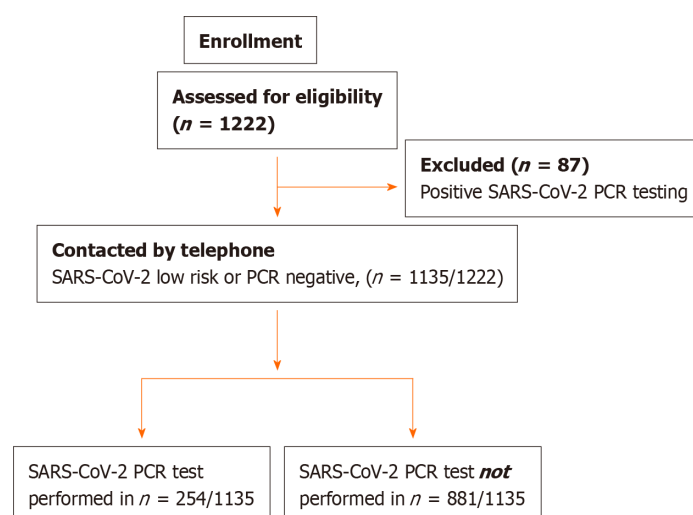 Enrollment
Assessed for eligibility
(n = 1222)
Excluded (n = 87)
Positive SARS-CoV-2 PCR testing
Contacted by telephone
SARS-CoV-2 low risk or PCR negative, (n = 1135/1222)
SARS-CoV-2 PCR test
performed in n = 254/1135
SARS-CoV-2 PCR test not
performed in n = 881/1135